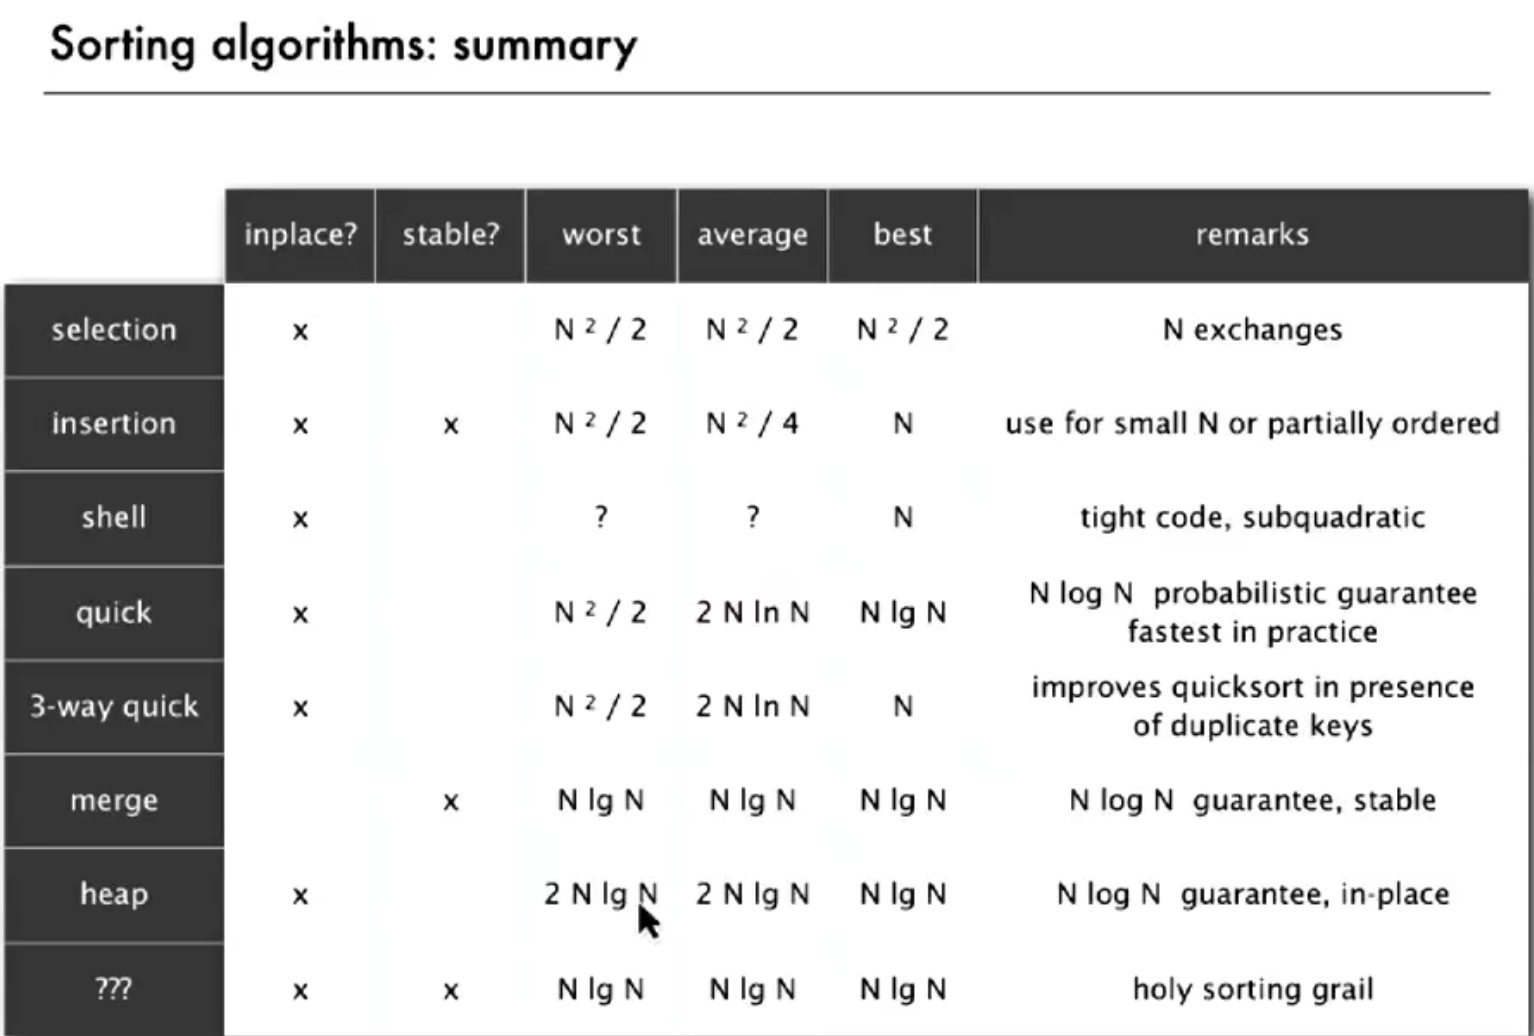 Sorting algorithms: summary
inplace? stable? worst average best remarks
selection x N ² / 2 N ² / 2 N ² / 2 N exchanges
insertion x x N ² / 2 N ² / 4 N use for small N or partially ordered
shell x ? ? N tight code, subquadratic
quick x N ² / 2 2 N ln N N lg N N log N probabilistic guarantee
fastest in practice
3-way quick x N ² / 2 2 N ln N N improves quicksort in presence
of duplicate keys
merge x N lg N N lg N N lg N N log N guarantee, stable
heap x 2 N lg N 2 N lg N N lg N N log N guarantee, in-place
??? x x N lg N N lg N N lg N holy sorting grail